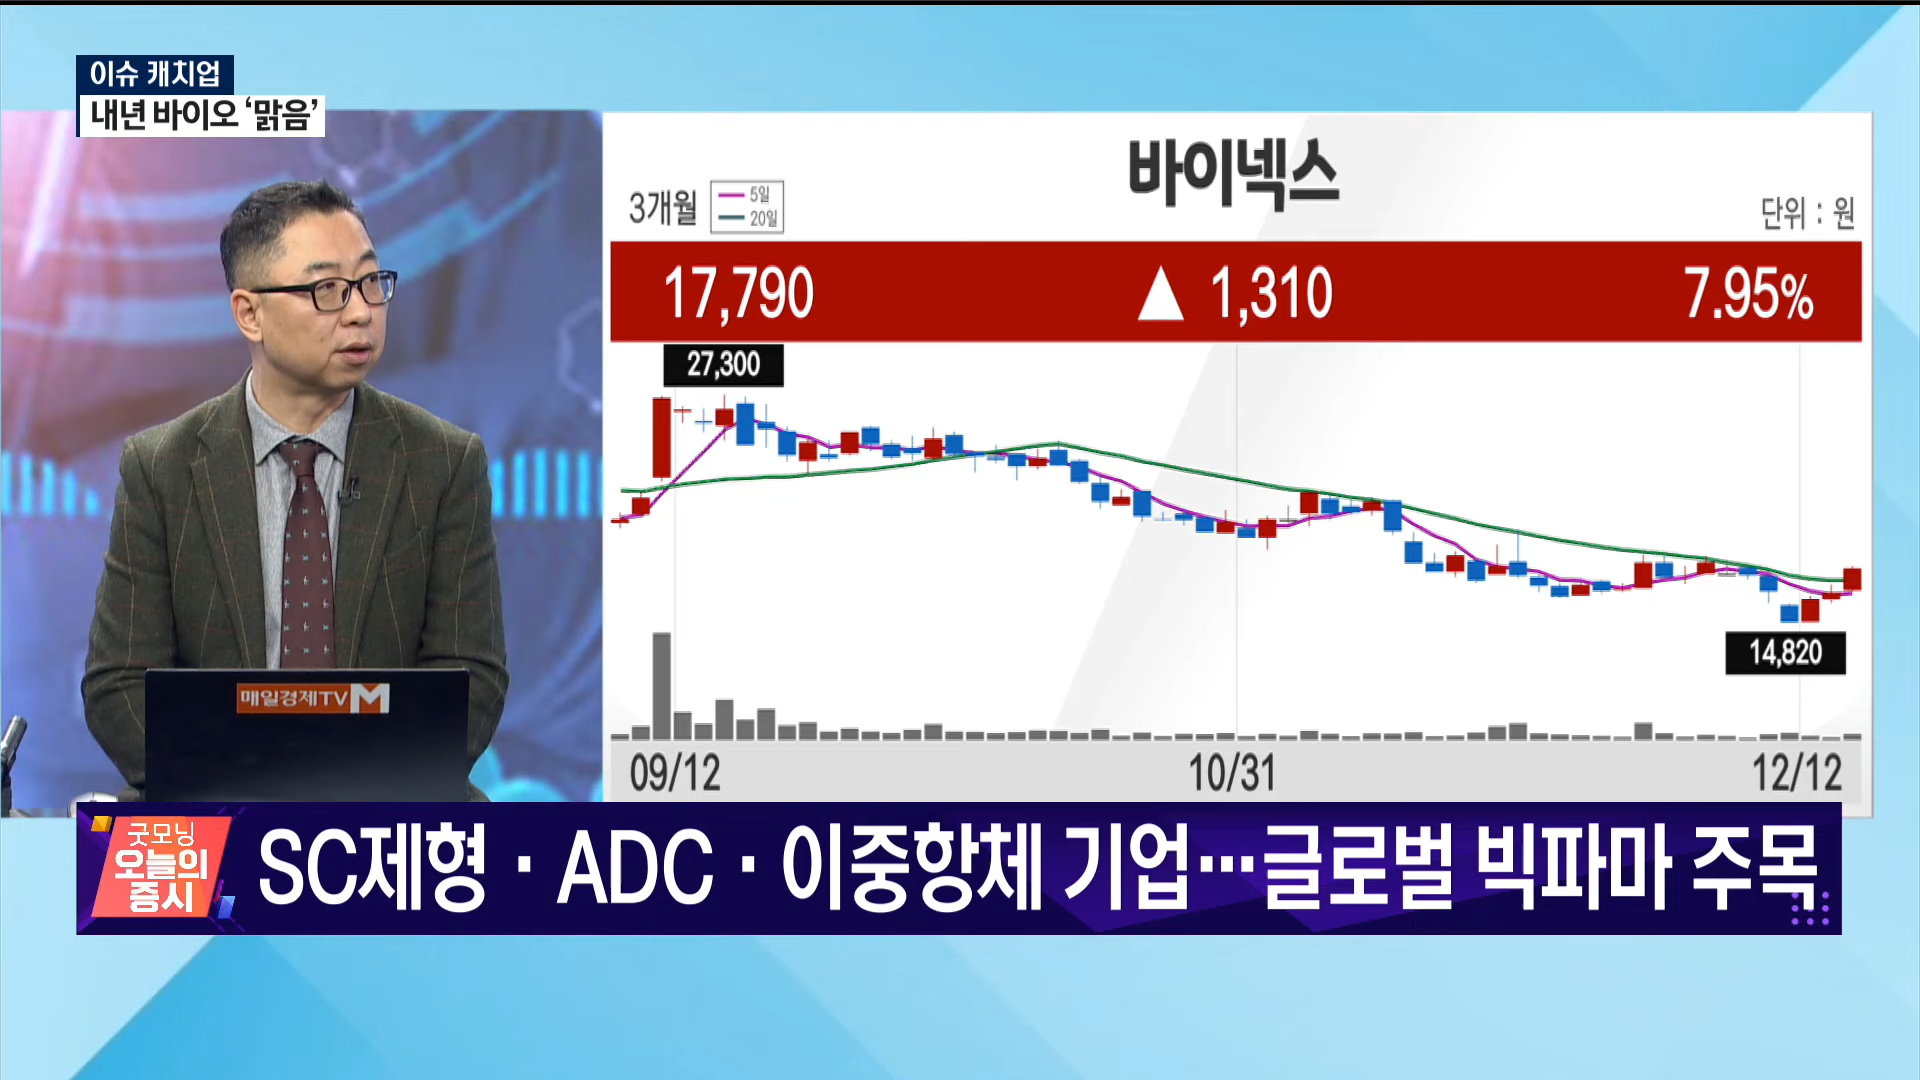 이슈 캐치업
내년 바이오 ‘맑음’
바이넥스
3개월
5일
20일
단위 : 원
17,790 ▲ 1,310 7.95%
27,300
14,820
09/12 10/31 12/12
매일경제TV M
굿모닝
오늘의
증시
SC제형·ADC·이중항체 기업…글로벌 빅파마 주목